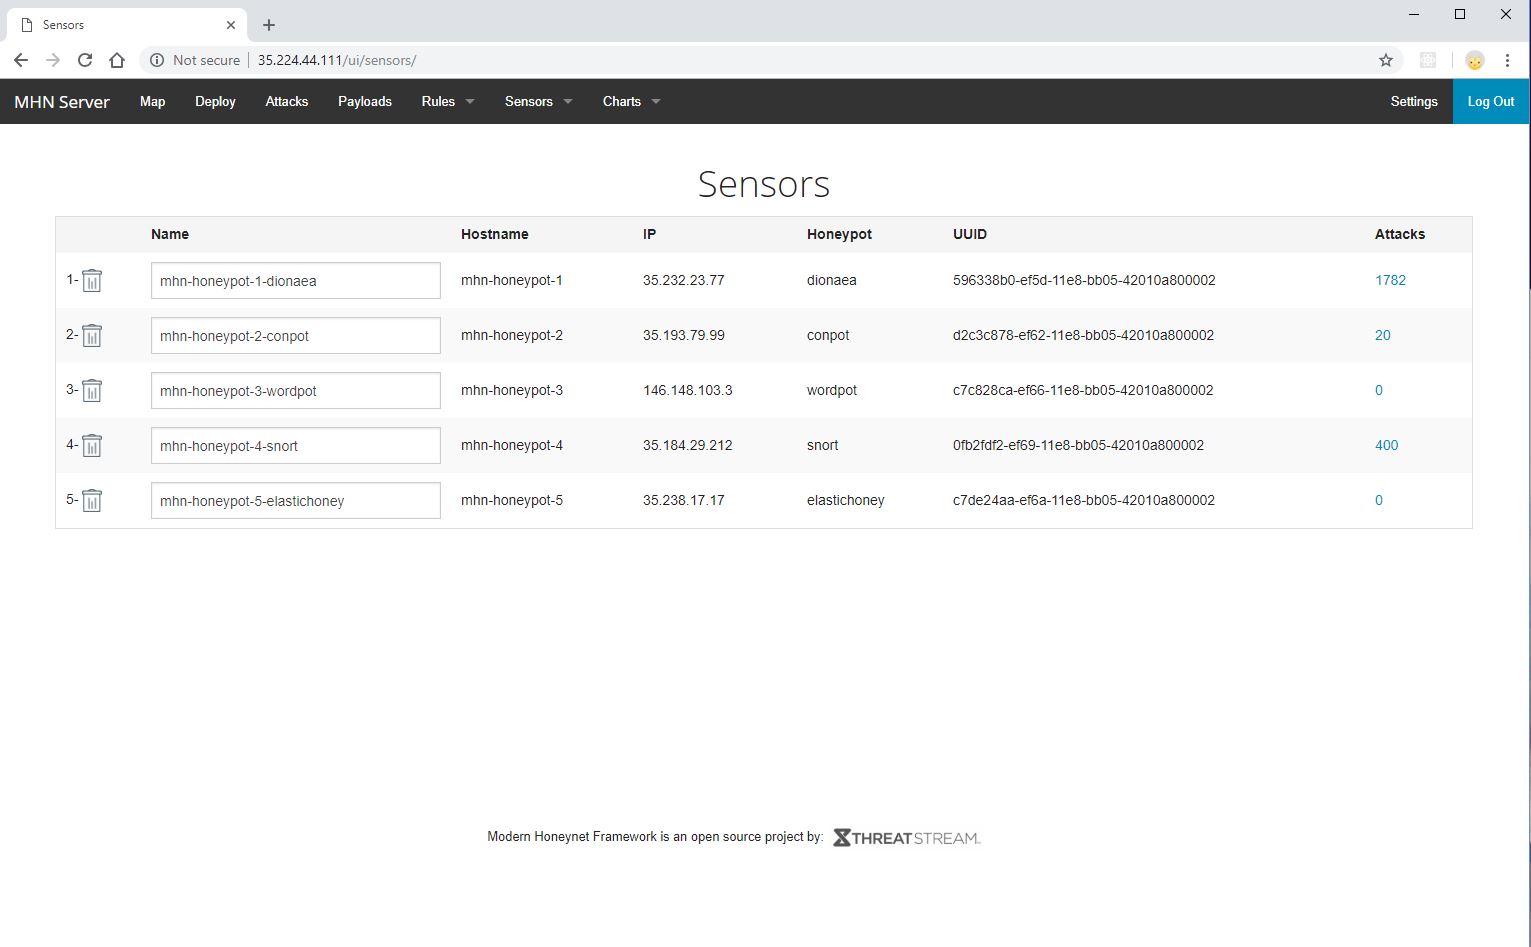 Sensors
Not secure 35.224.44.111/ui/sensors/
MHN Server Map Deploy Attacks Payloads Rules Sensors Charts Settings Log Out
Sensors
Name Hostname IP Honeypot UUID Attacks
1- mhn-honeypot-1-dionaea mhn-honeypot-1 35.232.23.77 dionaea 596338b0-ef5d-11e8-bb05-42010a800002 1782
2- mhn-honeypot-2-conpot mhn-honeypot-2 35.193.79.99 conpot d2c3c878-ef62-11e8-bb05-42010a800002 20
3- mhn-honeypot-3-wordpot mhn-honeypot-3 146.148.103.3 wordpot c7c828ca-ef66-11e8-bb05-42010a800002 0
4- mhn-honeypot-4-snort mhn-honeypot-4 35.184.29.212 snort 0fb2fdf2-ef69-11e8-bb05-42010a800002 400
5- mhn-honeypot-5-elastichoney mhn-honeypot-5 35.238.17.17 elastichoney c7de24aa-ef6a-11e8-bb05-42010a800002 0
Modern Honeynet Framework is an open source project by: THREATSTREAM